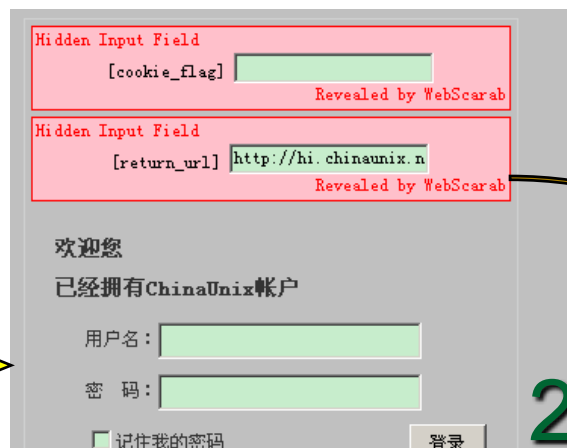 Hidden Input Field
[cookie_flag]
Revealed by WebScarab
Hidden Input Field
[return_url] http://hi.chinaunix.n
Revealed by WebScarab
欢迎您
已经拥有ChinaUnix帐户
用户名：
密 码：
记住我的密码 登录
2